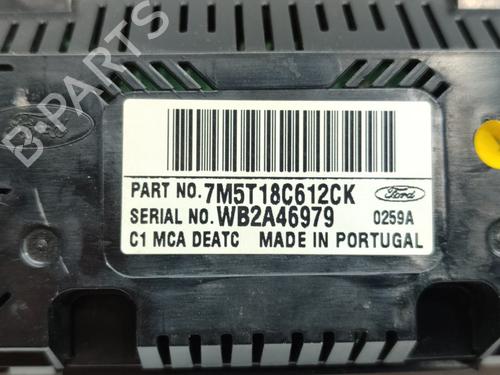 B-PARTS
PART NO. 7M5T18C612CK
Ford
SERIAL NO. WB2A46979
0259A
C1 MCA DEATC MADE IN PORTUGAL